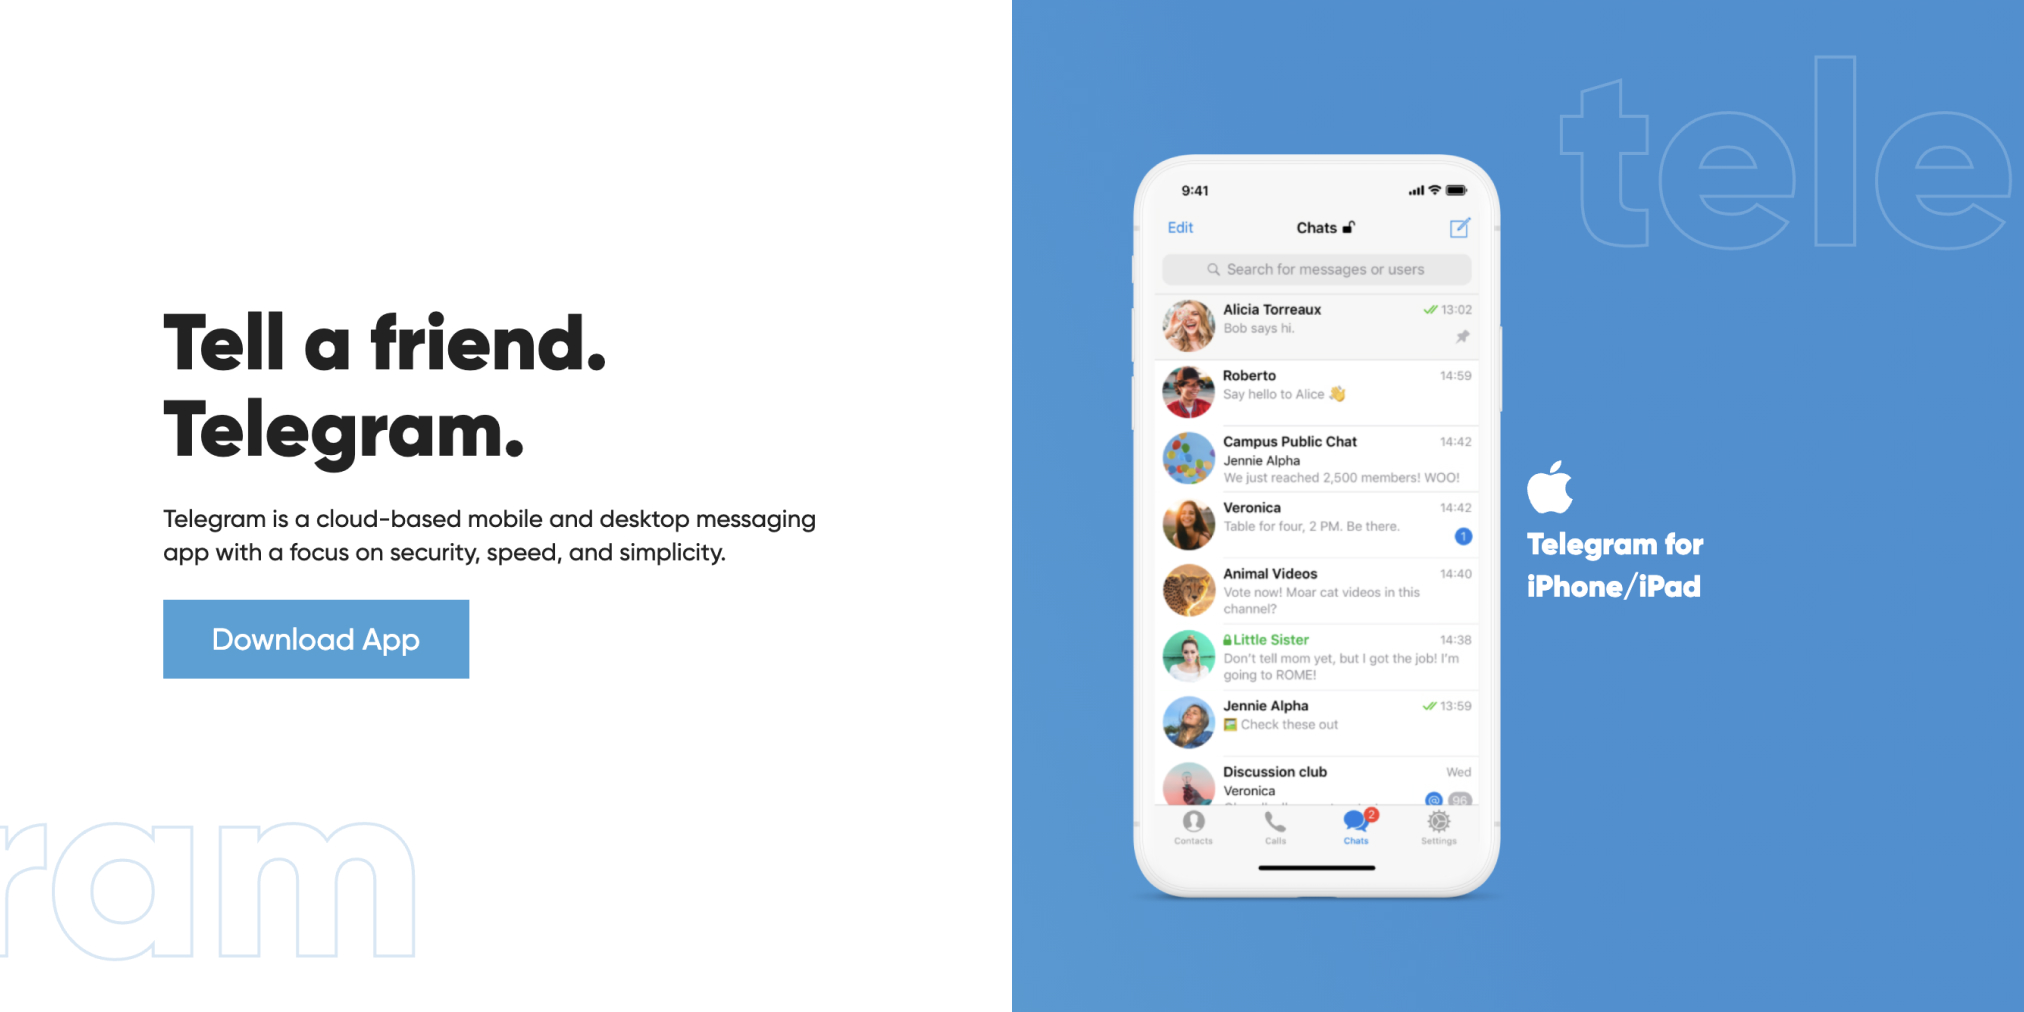 Tell a friend.
Telegram.
Telegram is a cloud-based mobile and desktop messaging
app with a focus on security, speed, and simplicity.
Download App
ram
tele
9:41
Edit
Chats
Search for messages or users
Alicia Torreaux
13:02
Bob says hi.
Roberto
14:59
Say hello to Alice 👋
Campus Public Chat
14:42
Jennie Alpha
We just reached 2,500 members! WOO!
Veronica
14:42
Table for four, 2 PM. Be there.
1
Animal Videos
14:40
Vote now! Moar cat videos in this
channel?
Little Sister
14:38
Don't tell mom yet, but I got the job! I'm
going to ROME!
Jennie Alpha
13:59
Check these out
Discussion club
Wed
Veronica
@ 96
2
Contacts
Calls
Chats
Settings
Telegram for
iPhone/iPad